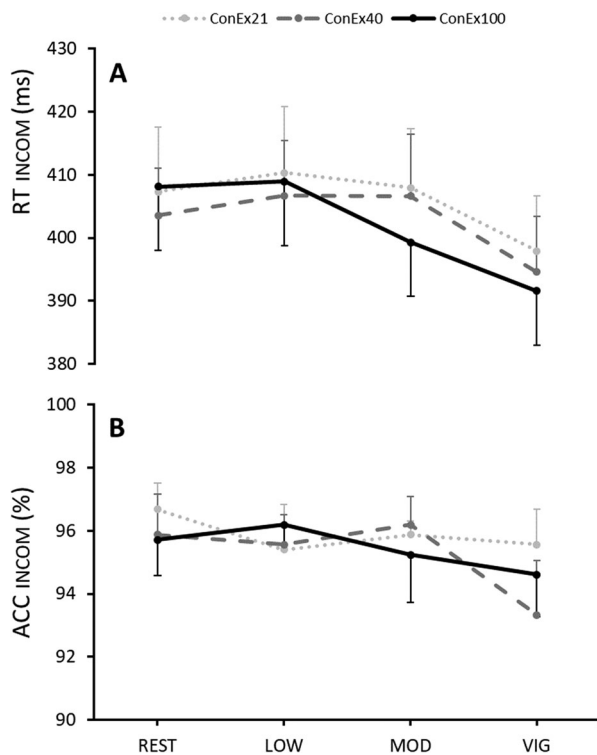 ConEx21 ConEx40 ConEx100
A
RT INCOM (ms)
430
420
410
400
390
380
B
ACC INCOM (%)
100
98
96
94
92
90
REST LOW MOD VIG